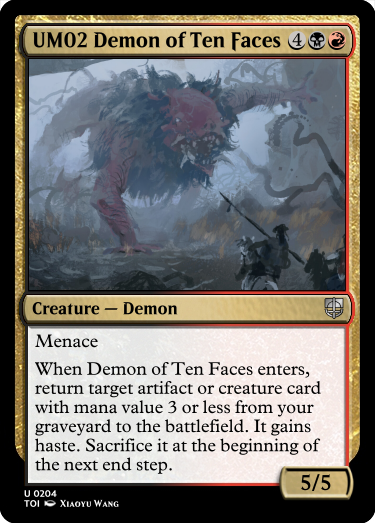 UM02 Demon of Ten Faces 4
Creature — Demon
Menace
When Demon of Ten Faces enters,
return target artifact or creature card
with mana value 3 or less from your
graveyard to the battlefield. It gains
haste. Sacrifice it at the beginning of
the next end step.
5/5
U 0204
TOI XIAOYU WANG